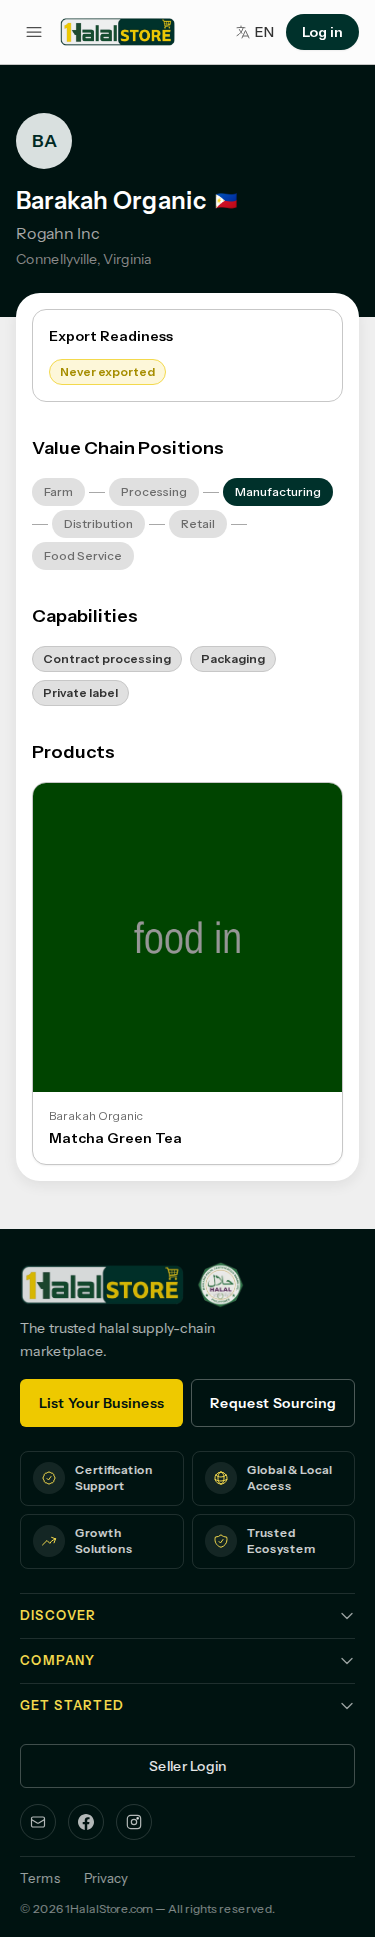 1HalalSTORE
EN
Log in
BA
Barakah Organic 🇵🇭
Rogahn Inc
Connellyville, Virginia
Export Readiness
Never exported
Value Chain Positions
Farm — Processing — Manufacturing
— Distribution — Retail —
Food Service
Capabilities
Contract processing Packaging
Private label
Products
food in
Barakah Organic
Matcha Green Tea
1HalalSTORE
حلال
HALAL
The trusted halal supply-chain
marketplace.
List Your Business Request Sourcing
Certification
Support
Global & Local
Access
Growth
Solutions
Trusted
Ecosystem
DISCOVER
COMPANY
GET STARTED
Seller Login
Terms Privacy
© 2026 1HalalStore.com — All rights reserved.